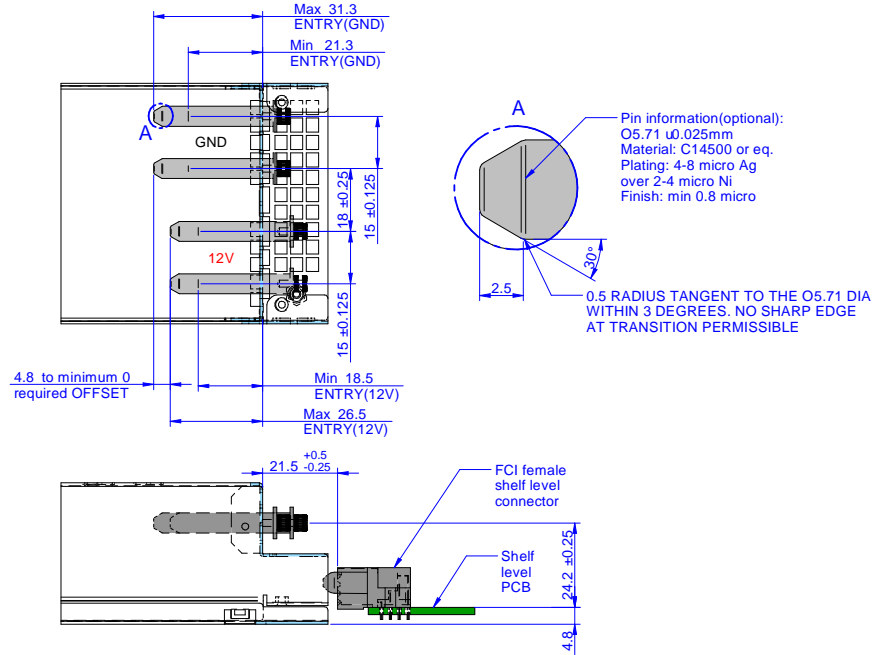 Max 31.3
ENTRY(GND)
Min 21.3
ENTRY(GND)
A
GND
12V
18 ±0.25
15 ±0.125
15 ±0.125
4.8 to minimum 0
required OFFSET
Min 18.5
ENTRY(12V)
Max 26.5
ENTRY(12V)
A
Pin information(optional):
O5.71 u0.025mm
Material: C14500 or eq.
Plating: 4-8 micro Ag
over 2-4 micro Ni
Finish: min 0.8 micro
30°
2.5
0.5 RADIUS TANGENT TO THE O5.71 DIA
WITHIN 3 DEGREES. NO SHARP EDGE
AT TRANSITION PERMISSIBLE
21.5 +0.5 -0.25
FCI female
shelf level
connector
Shelf
level
PCB
24.2 ±0.25
4.8